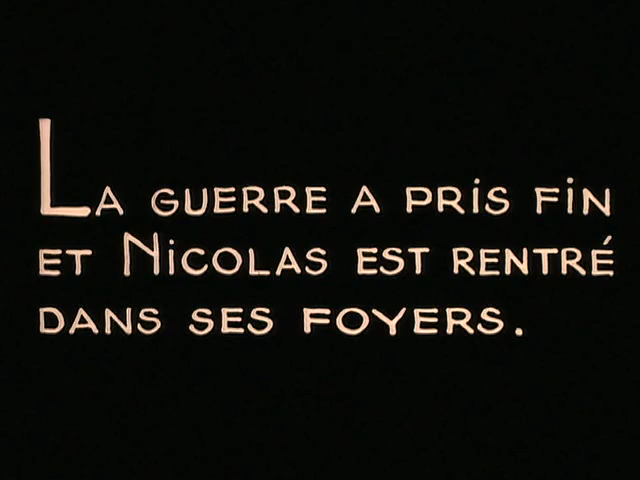 La guerre a pris fin
et Nicolas est rentré
dans ses foyers.